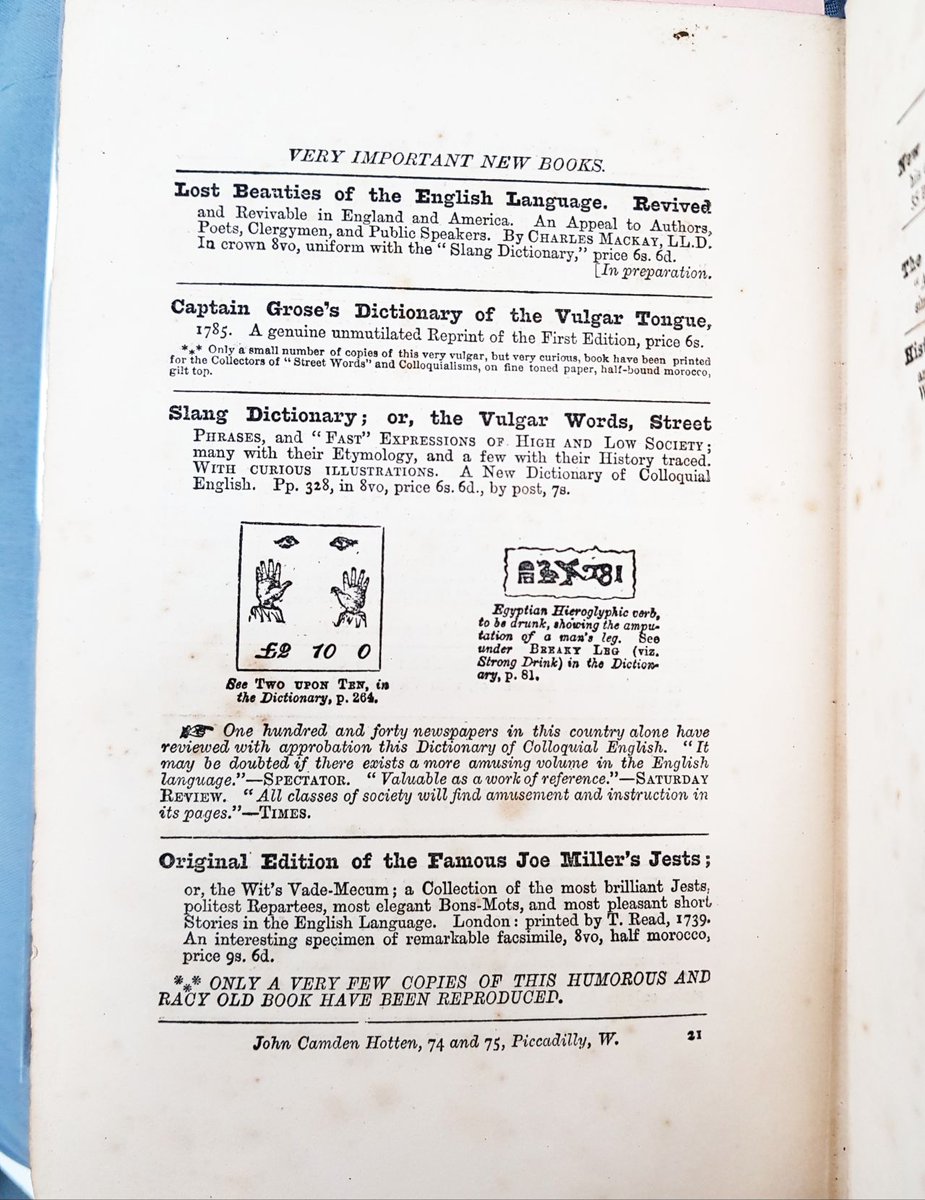 VERY IMPORTANT NEW BOOKS.
Lost Beauties of the English Language. Revived
and Revivable in England and America. An Appeal to Authors,
Poets, Clergymen, and Public Speakers. By CHARLES MACKAY, LL.D.
In crown 8vo, uniform with the "Slang Dictionary," price 6s. 6d.
[In preparation.
Captain Grose's Dictionary of the Vulgar Tongue,
1785. A genuine unmutilated Reprint of the First Edition, price 6s.
*⁎* Only a small number of copies of this very vulgar, but very curious, book have been printed
for the Collectors of "Street Words" and Colloquialisms, on fine toned paper, half-bound morocco,
gilt top.
Slang Dictionary; or, the Vulgar Words, Street
PHRASES, and "FAST" EXPRESSIONS OF HIGH AND LOW SOCIETY;
many with their Etymology, and a few with their History traced.
WITH CURIOUS ILLUSTRATIONS. A New Dictionary of Colloquial
English. Pp. 328, in 8vo, price 6s. 6d., by post, 7s.
£2 10 0
See TWO UPON TEN, in
the Dictionary, p. 264.
Egyptian Hieroglyphic verb,
to be drunk, showing the ampu-
tation of a man's leg. See
under BREAKY LEG (viz.
Strong Drink) in the Diction-
ary, p. 81.
One hundred and forty newspapers in this country alone have
reviewed with approbation this Dictionary of Colloquial English. "It
may be doubted if there exists a more amusing volume in the English
language."—SPECTATOR. "Valuable as a work of reference."—SATURDAY
REVIEW. "All classes of society will find amusement and instruction in
its pages."—TIMES.
Original Edition of the Famous Joe Miller's Jests;
or, the Wit's Vade-Mecum; a Collection of the most brilliant Jests,
politest Repartees, most elegant Bons-Mots, and most pleasant short
Stories in the English Language. London: printed by T. Read, 1739.
An interesting specimen of remarkable facsimile, 8vo, half morocco,
price 9s. 6d.
*⁎* ONLY A VERY FEW COPIES OF THIS HUMOROUS AND
RACY OLD BOOK HAVE BEEN REPRODUCED.
John Camden Hotten, 74 and 75, Piccadilly, W.
21
New
The
Hist